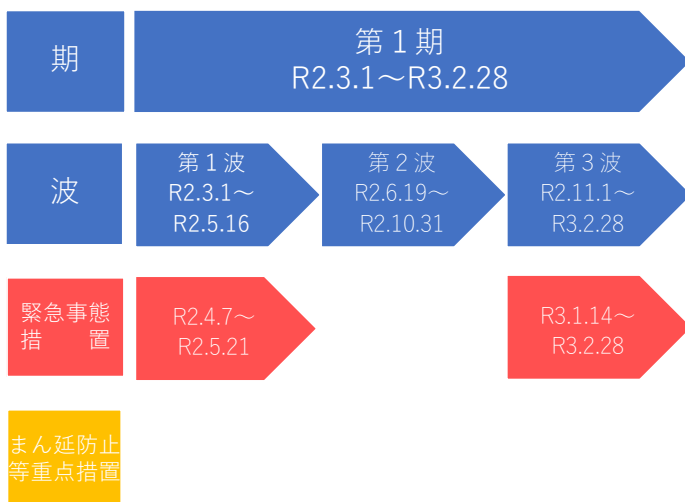 期
第１期
R2.3.1～R3.2.28
波
第１波
R2.3.1～
R2.5.16
第２波
R2.6.19～
R2.10.31
第３波
R2.11.1～
R3.2.28
緊急事態
措　　置
R2.4.7～
R2.5.21
R3.1.14～
R3.2.28
まん延防止
等重点措置